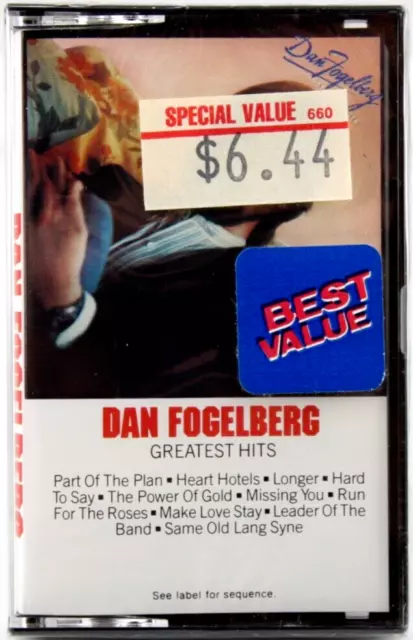 Dan Fogelberg
SPECIAL VALUE 660
$6.44
BEST
VALUE
DAN FOGELBERG
DAN FOGELBERG
GREATEST HITS
Part Of The Plan ▪ Heart Hotels ▪ Longer ▪ Hard
To Say ▪ The Power Of Gold ▪ Missing You ▪ Run
For The Roses ▪ Make Love Stay ▪ Leader Of The
Band ▪ Same Old Lang Syne
See label for sequence.